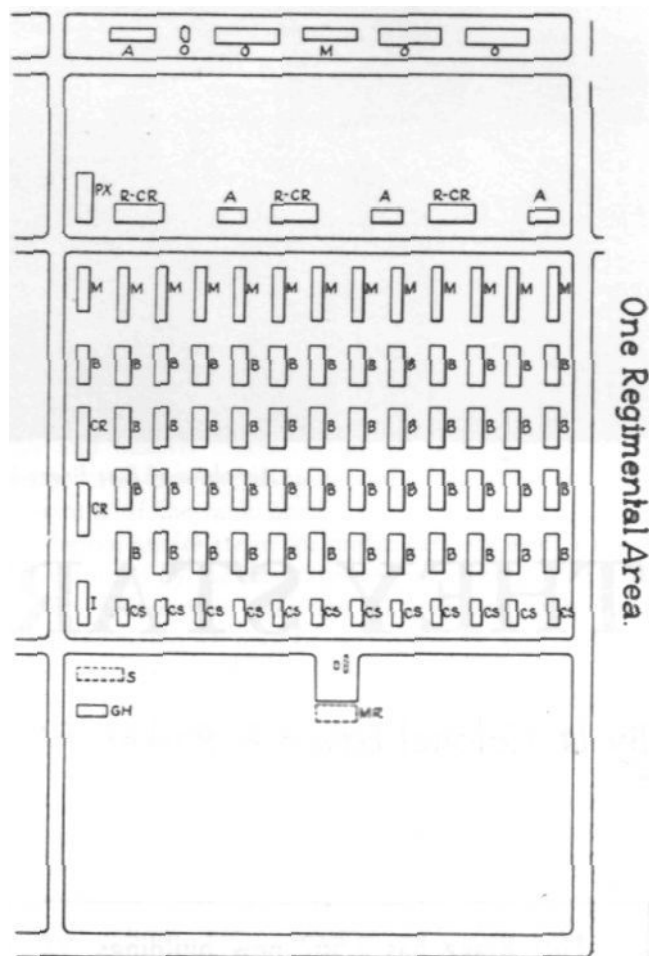 A O O M O O
PX
R-CR A R-CR A R-CR A
M M M M M M M M M M M M M
B B B B B B B B B B B B B
CR B B B B B B B B B B B B
B B B B B B B B B B B B
CR
B B B B B B B B B B B B
I CS CS CS CS CS CS CS CS CS CS CS CS
S
GH MR
One Regimental Area.